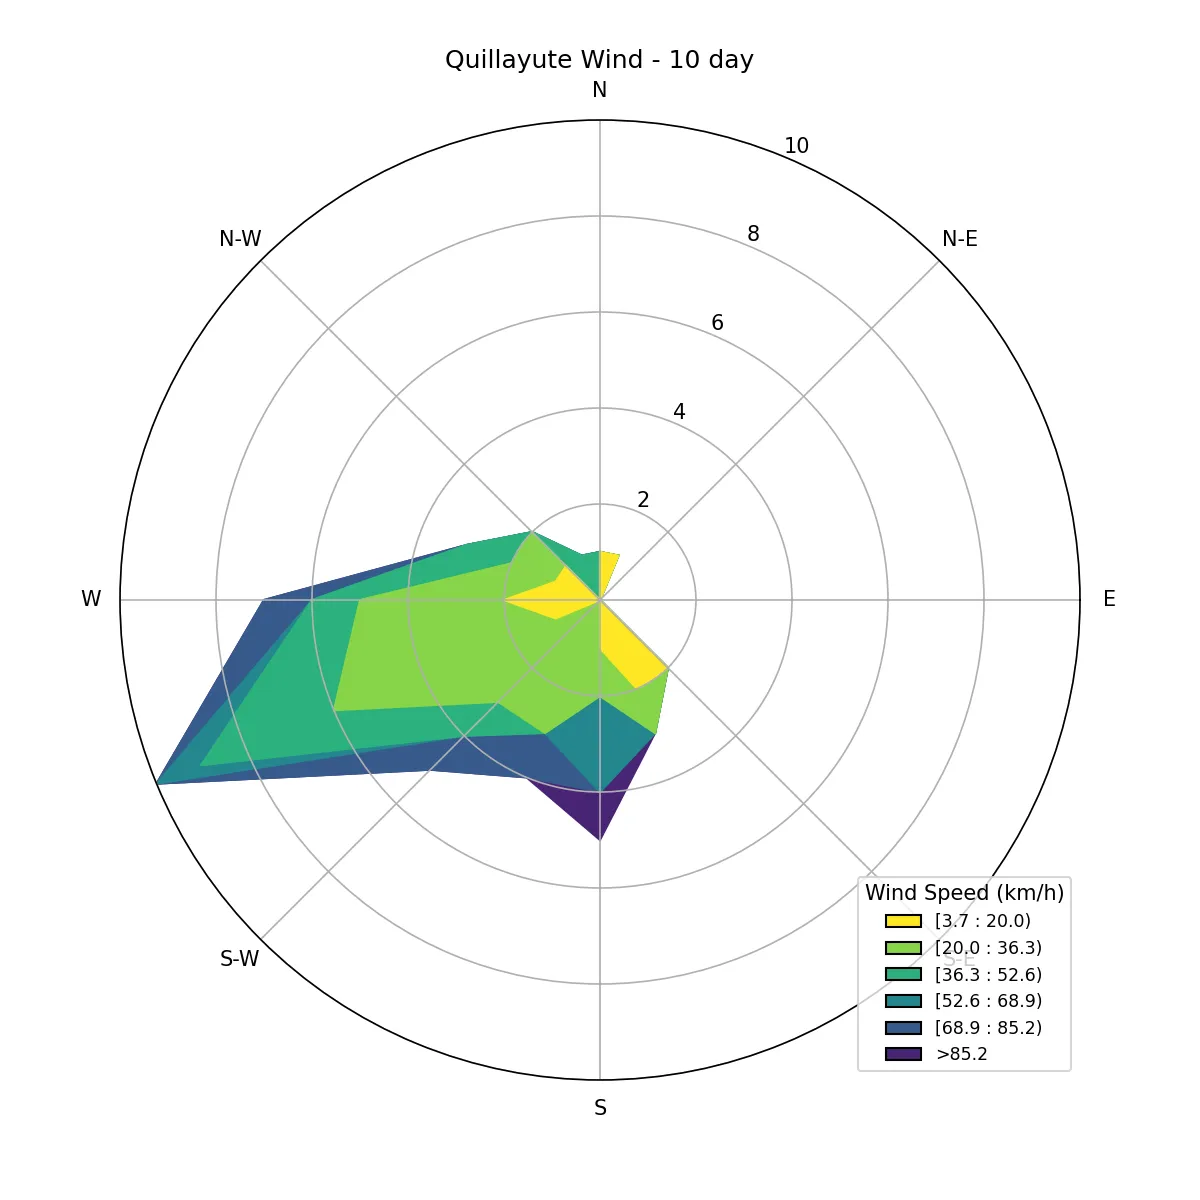 Quillayute Wind - 10 day
N
10
N-W
8
N-E
6
4
2
W
E
S-W
S-E
S
Wind Speed (km/h)
[3.7 : 20.0)
[20.0 : 36.3)
[36.3 : 52.6)
[52.6 : 68.9)
[68.9 : 85.2)
>85.2